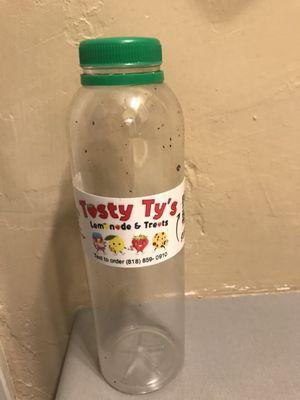 Tasty Ty's
Lem nade & Treats
Text to order (818) 859- 0910